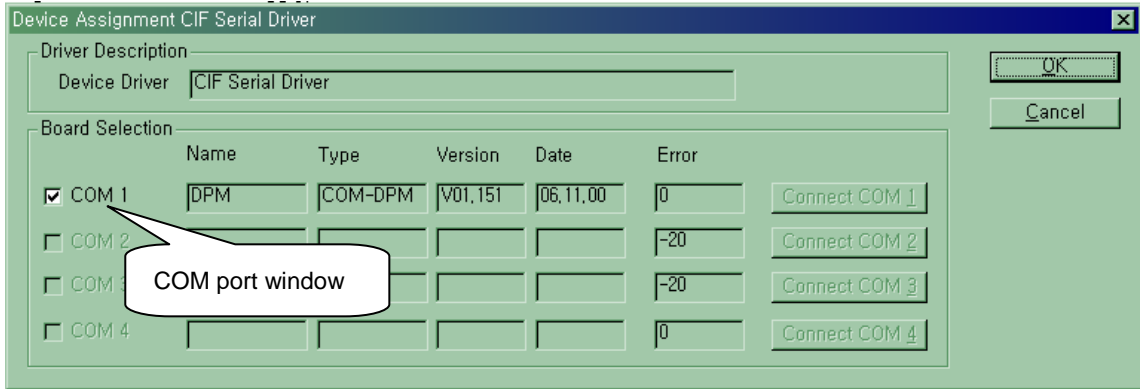 Device Assignment CIF Serial Driver
Driver Description
Device Driver CIF Serial Driver
OK
Cancel
Board Selection
Name Type Version Date Error
COM 1 DPM COM-DPM V01,151 06,11,00 0 Connect COM 1
COM 2 -20 Connect COM 2
COM 3 -20 Connect COM 3
COM 4 0 Connect COM 4
COM port window